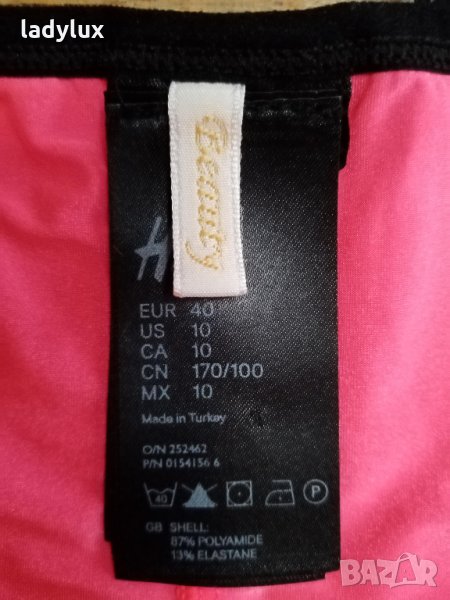 ladylux
Beauty
H
EUR 40
US 10
CA 10
CN 170/100
MX 10
Made in Turkey
O/N 252462
P/N 0154156 6
40
P
GB SHELL:
87% POLYAMIDE
13% ELASTANE
БАЗАР